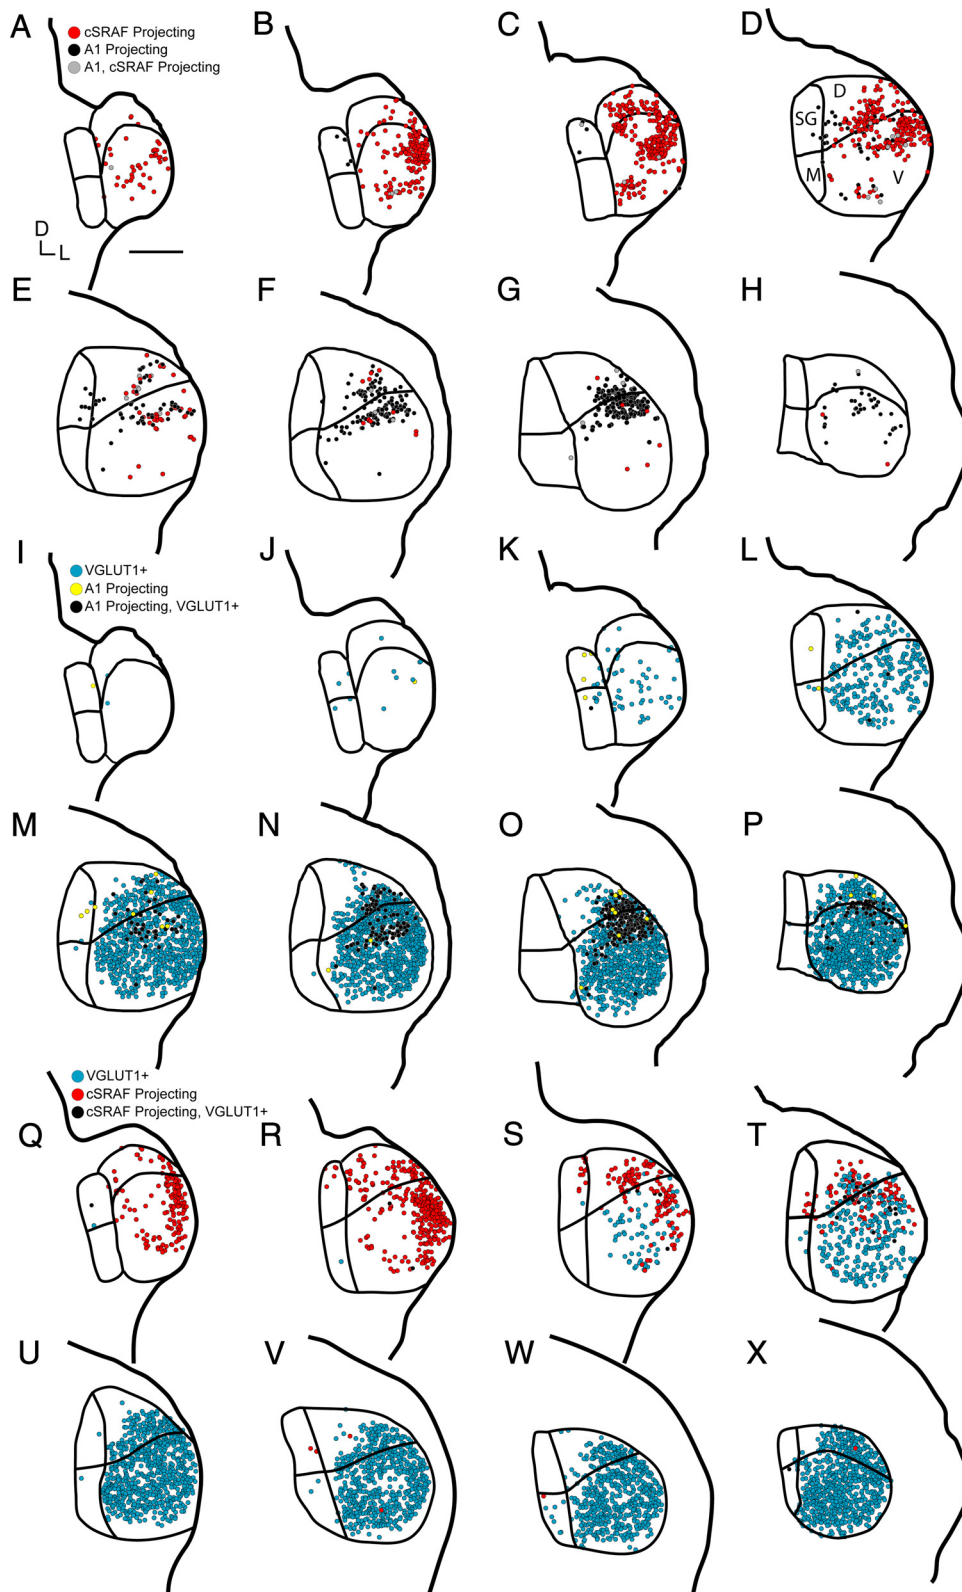 A
cSRAF Projecting
A1 Projecting
A1, cSRAF Projecting
B
C
D
D
SG
M
V
D
L
E
F
G
H
I
VGLUT1+
A1 Projecting
A1 Projecting, VGLUT1+
J
K
L
M
N
O
P
VGLUT1+
cSRAF Projecting
cSRAF Projecting, VGLUT1+
Q
R
S
T
U
V
W
X